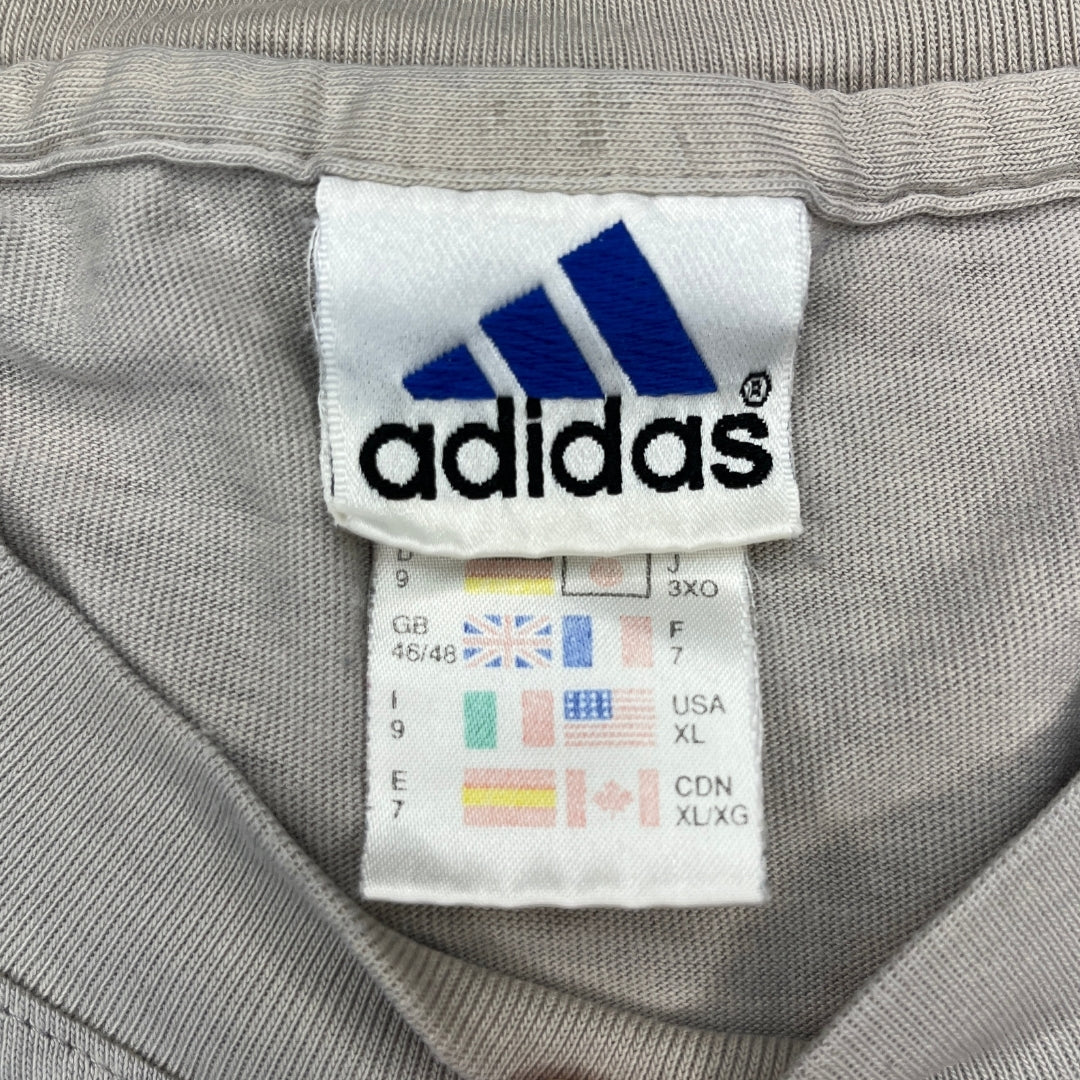 adidas®
D J
9 3XO
GB F
46/48 7
I USA
9 XL
E CDN
7 XL/XG